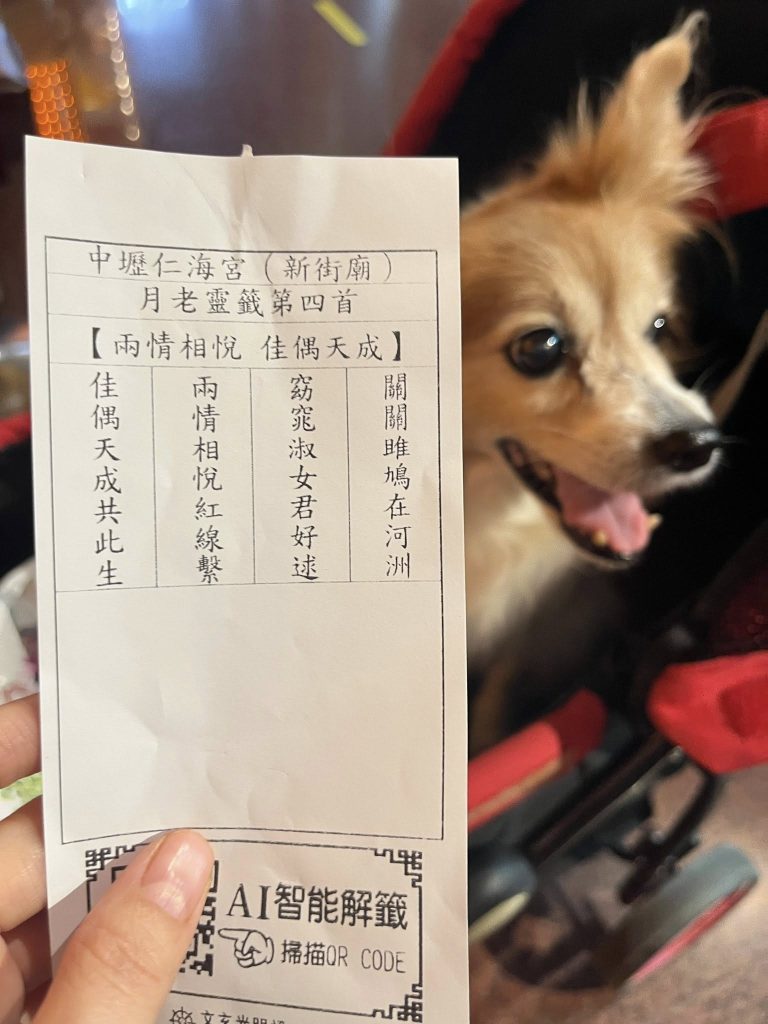 中壢仁海宮（新街廟）
月老靈籤第四首
【兩情相悅 佳偶天成】
關關雎鳩在河洲
窈窕淑女君好逑
兩情相悅紅線繫
佳偶天成共此生
AI智能解籤
掃描QR CODE